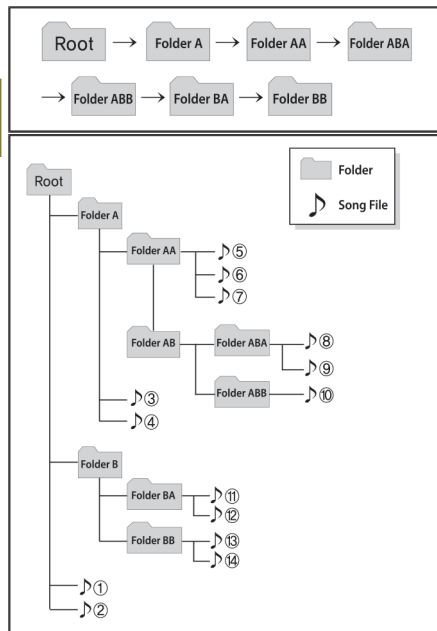 Root → Folder A → Folder AA → Folder ABA
→ Folder ABB → Folder BA → Folder BB
Folder
Song File
Root
Folder A
Folder AA ⑤
⑥
⑦
Folder AB Folder ABA ⑧
⑨
Folder ABB ⑩
③
④
Folder B
Folder BA ⑪
⑫
Folder BB ⑬
⑭
①
②